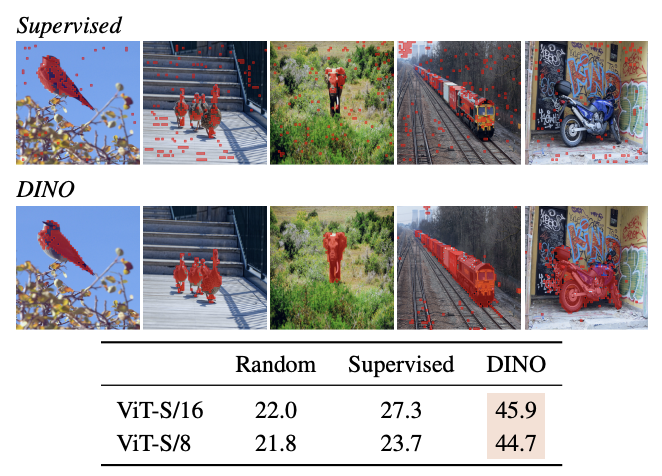 Supervised
DINO
Random Supervised DINO
ViT-S/16 22.0 27.3 45.9
ViT-S/8 21.8 23.7 44.7